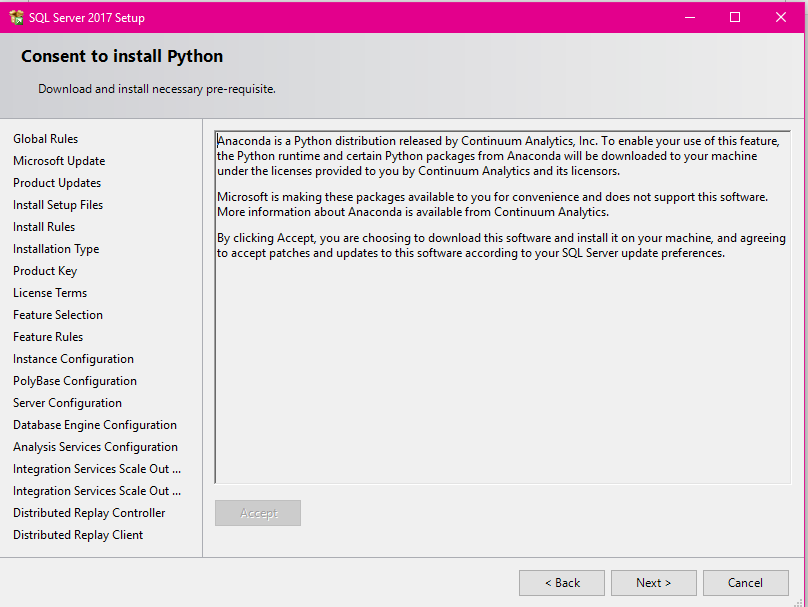 SQL Server 2017 Setup
Consent to install Python
Download and install necessary pre-requisite.
Global Rules
Microsoft Update
Product Updates
Install Setup Files
Install Rules
Installation Type
Product Key
License Terms
Feature Selection
Feature Rules
Instance Configuration
PolyBase Configuration
Server Configuration
Database Engine Configuration
Analysis Services Configuration
Integration Services Scale Out ...
Integration Services Scale Out ...
Distributed Replay Controller
Distributed Replay Client
Anaconda is a Python distribution released by Continuum Analytics, Inc. To enable your use of this feature,
the Python runtime and certain Python packages from Anaconda will be downloaded to your machine
under the licenses provided to you by Continuum Analytics and its licensors.
Microsoft is making these packages available to you for convenience and does not support this software.
More information about Anaconda is available from Continuum Analytics.
By clicking Accept, you are choosing to download this software and install it on your machine, and agreeing
to accept patches and updates to this software according to your SQL Server update preferences.
Accept
< Back
Next >
Cancel